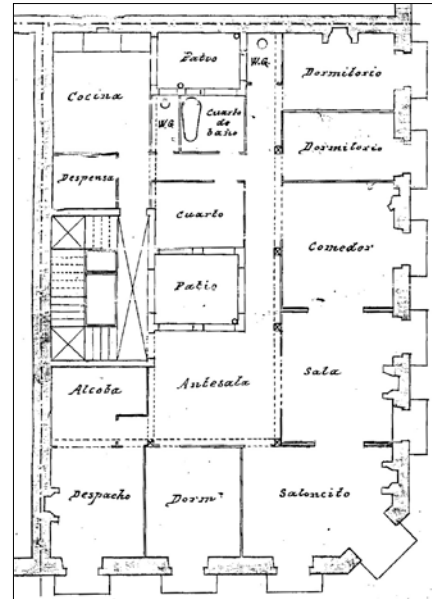 Patio
W.C.
Dormitorio
Cocina
W.C.
Cuarto
de
baño
Dormitorio
Despensa
Cuarto
Comedor
Patio
Sala
Alcoba
Antesala
Despacho
Dormº
Saloncito